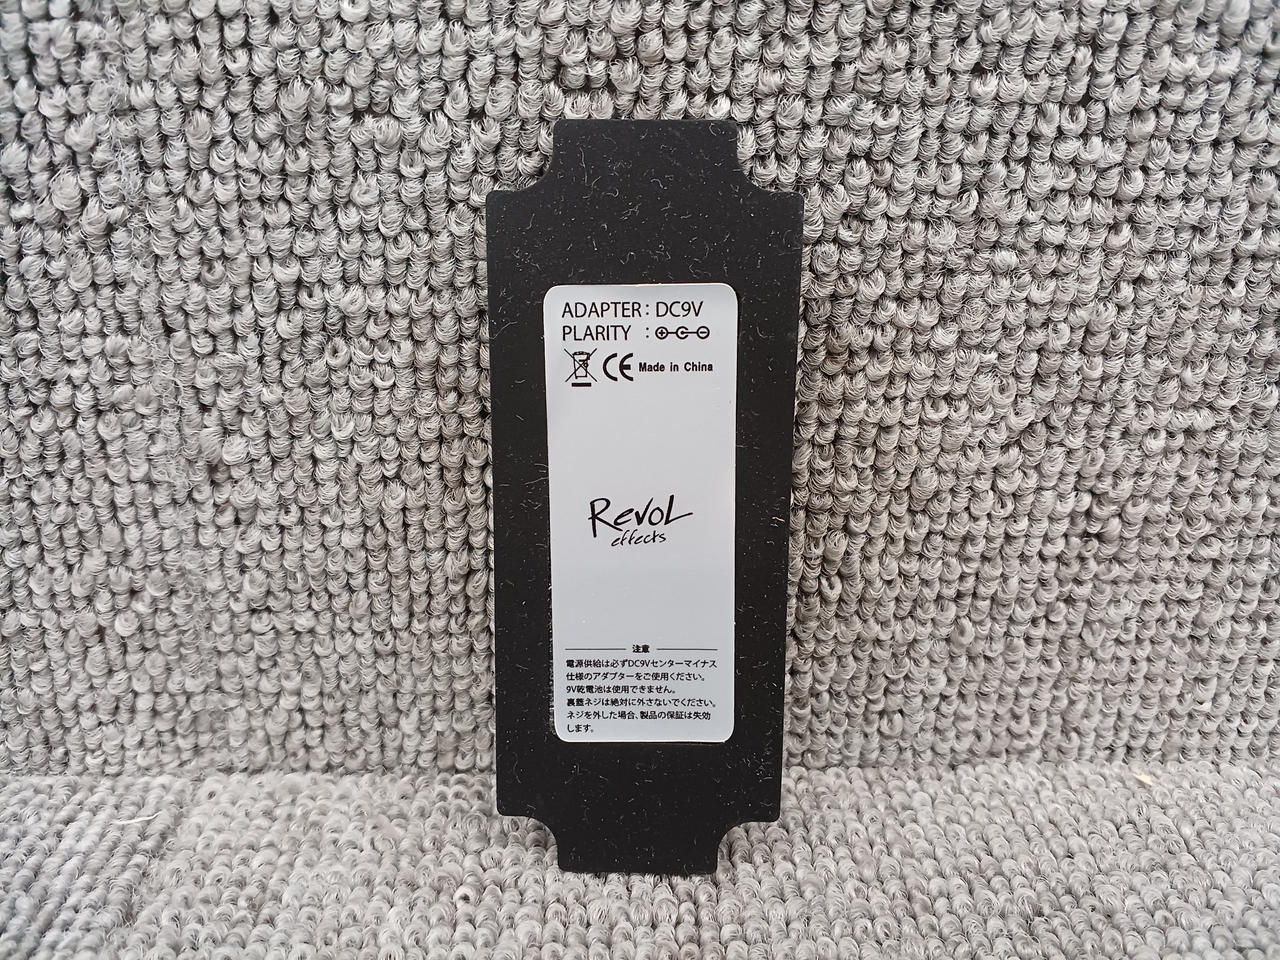 ADAPTER : DC9V
PLARITY :
CE Made in China
Revol
effects
注意
電源供給は必ずDC9Vセンターマイナス
仕様のアダプターをご使用ください。
9V乾電池は使用できません。
裏蓋ネジは絶対に外さないでください。
ネジを外した場合、製品の保証は失効
します。